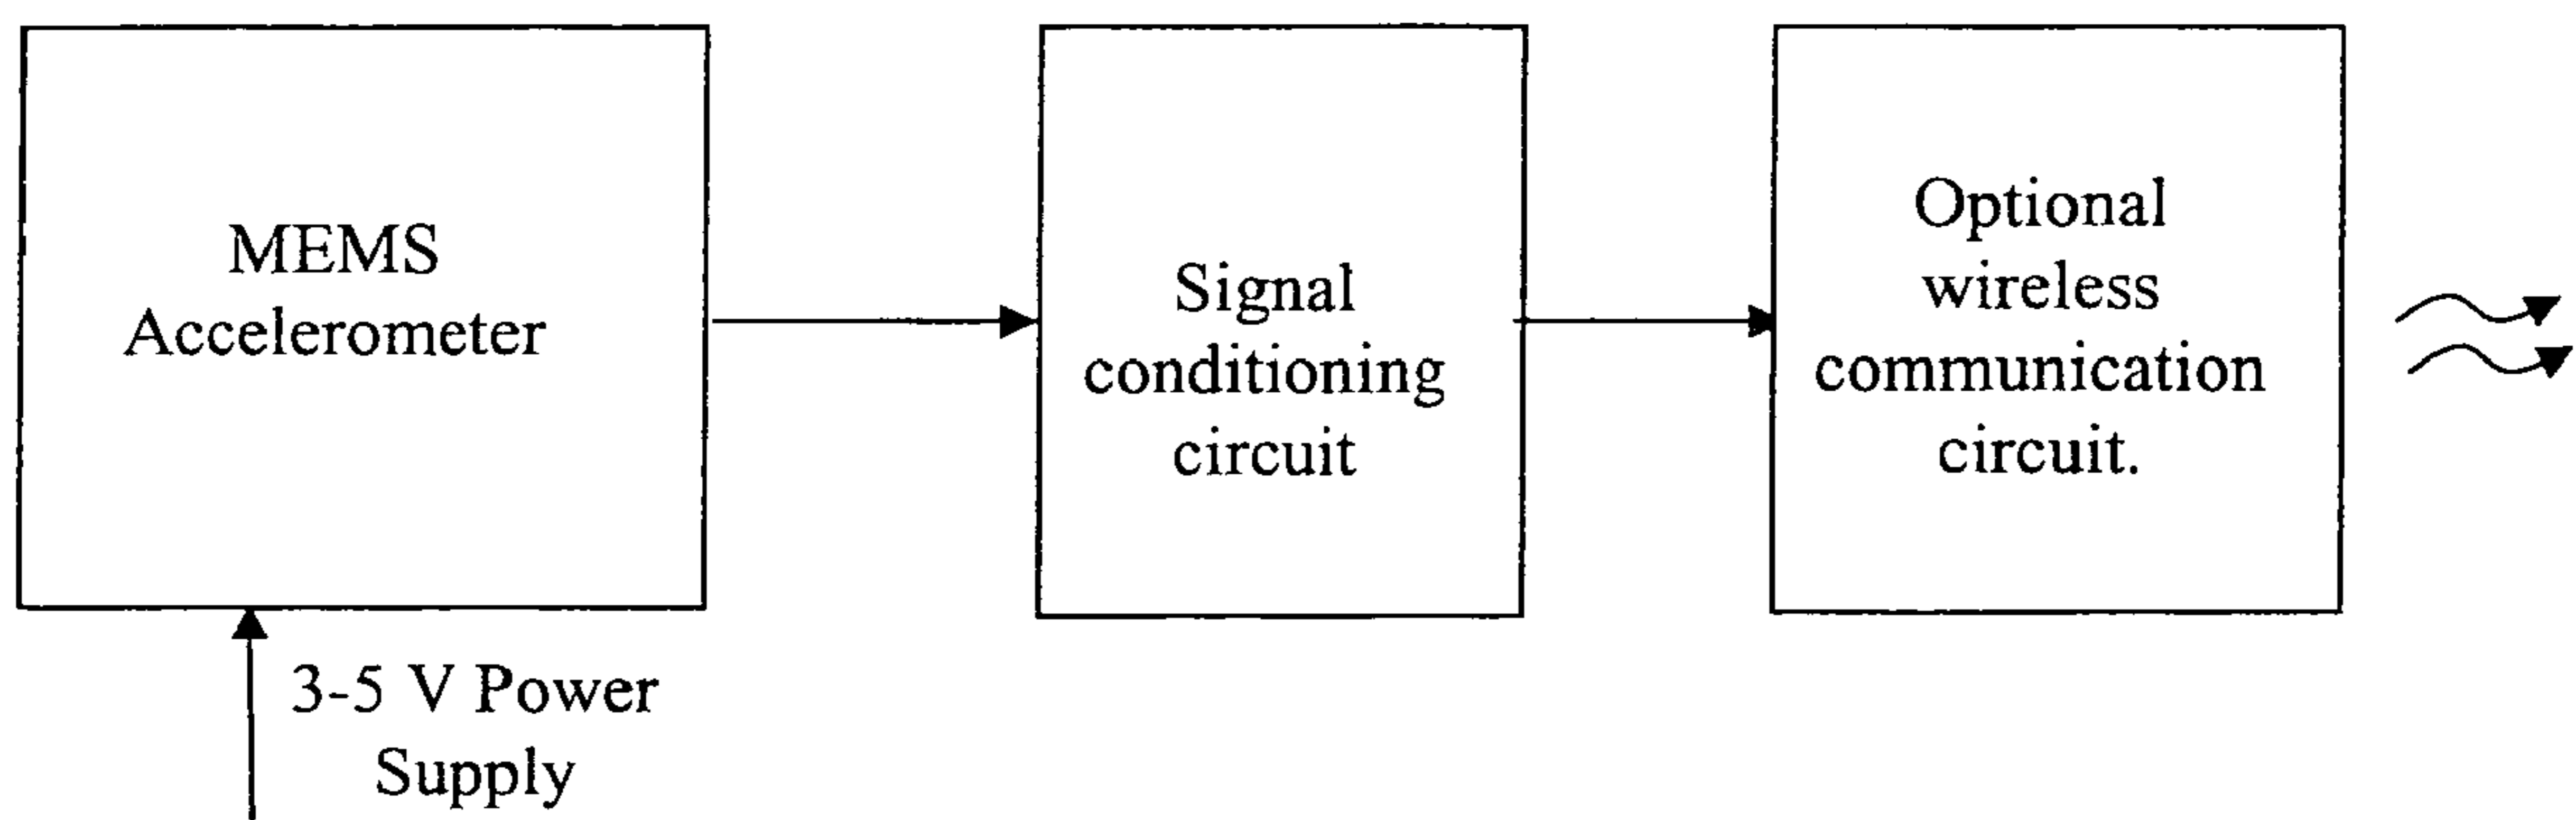 MEMS
Accelerometer
Signal
conditioning
circuit
Optional
wireless
communication
circuit.
3-5 V Power
Supply